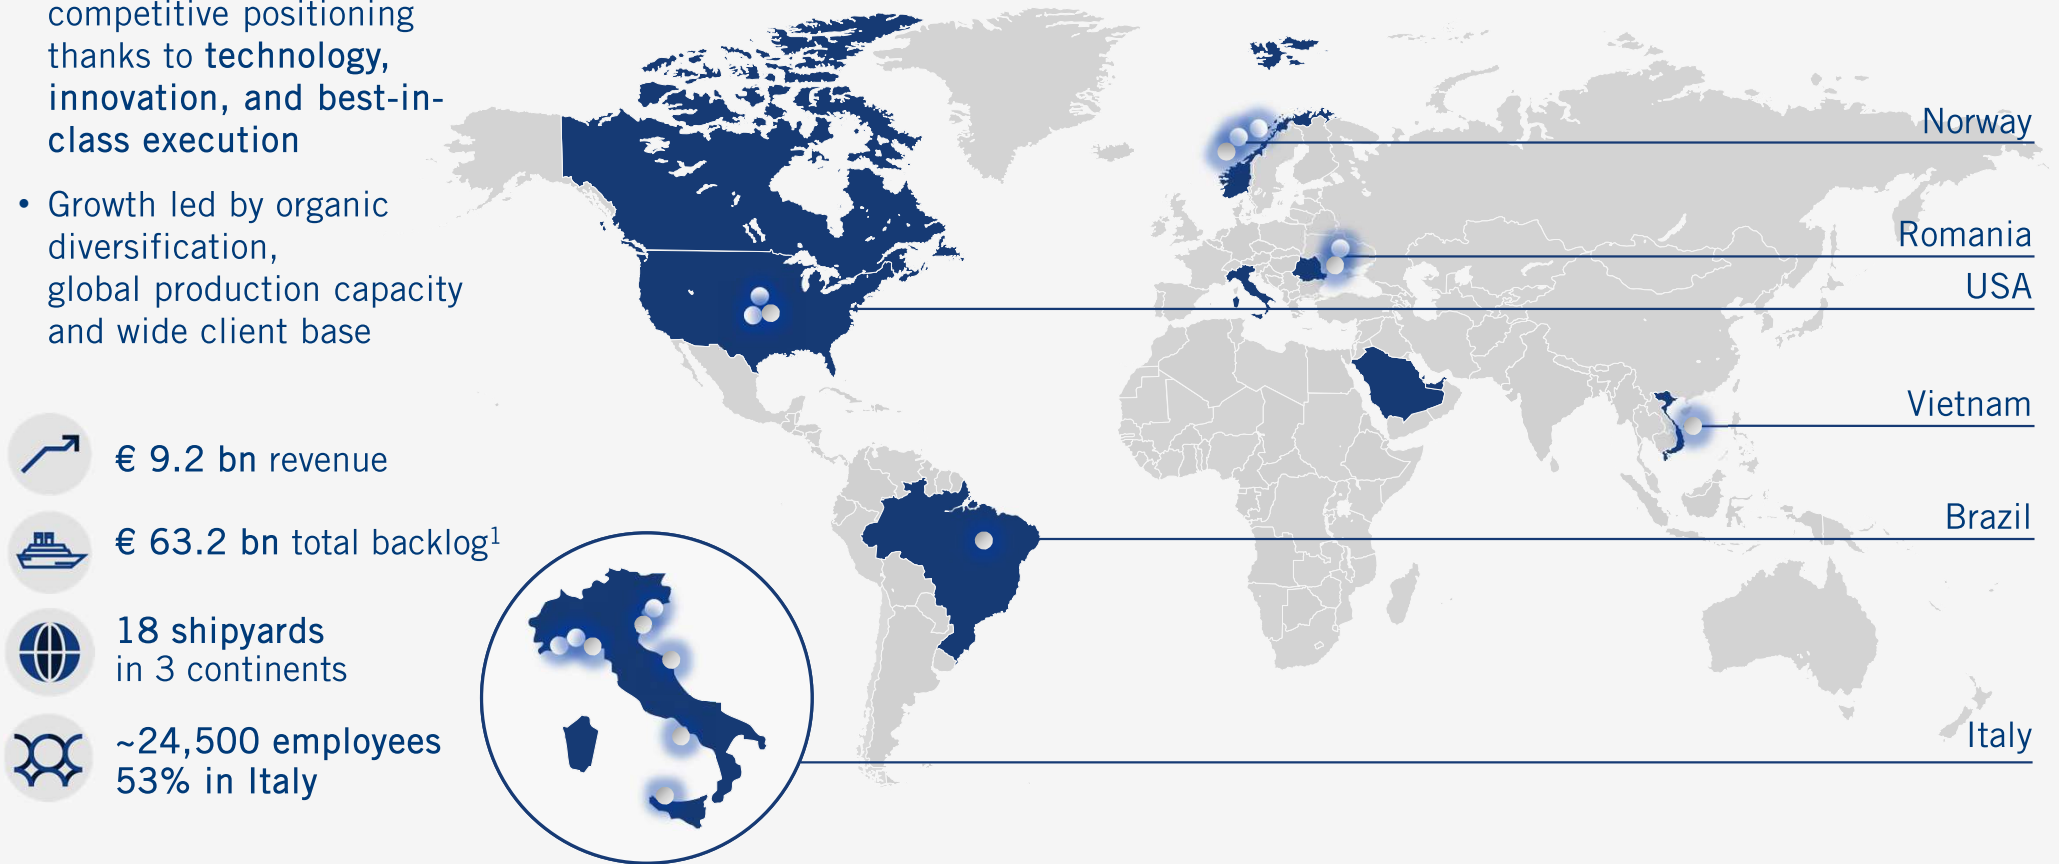 competitive positioning
thanks to technology,
innovation, and best-in-
class execution
• Growth led by organic
diversification,
global production capacity
and wide client base
€ 9.2 bn revenue
€ 63.2 bn total backlog1
18 shipyards
in 3 continents
~24,500 employees
53% in Italy
Norway
Romania
USA
Vietnam
Brazil
Italy